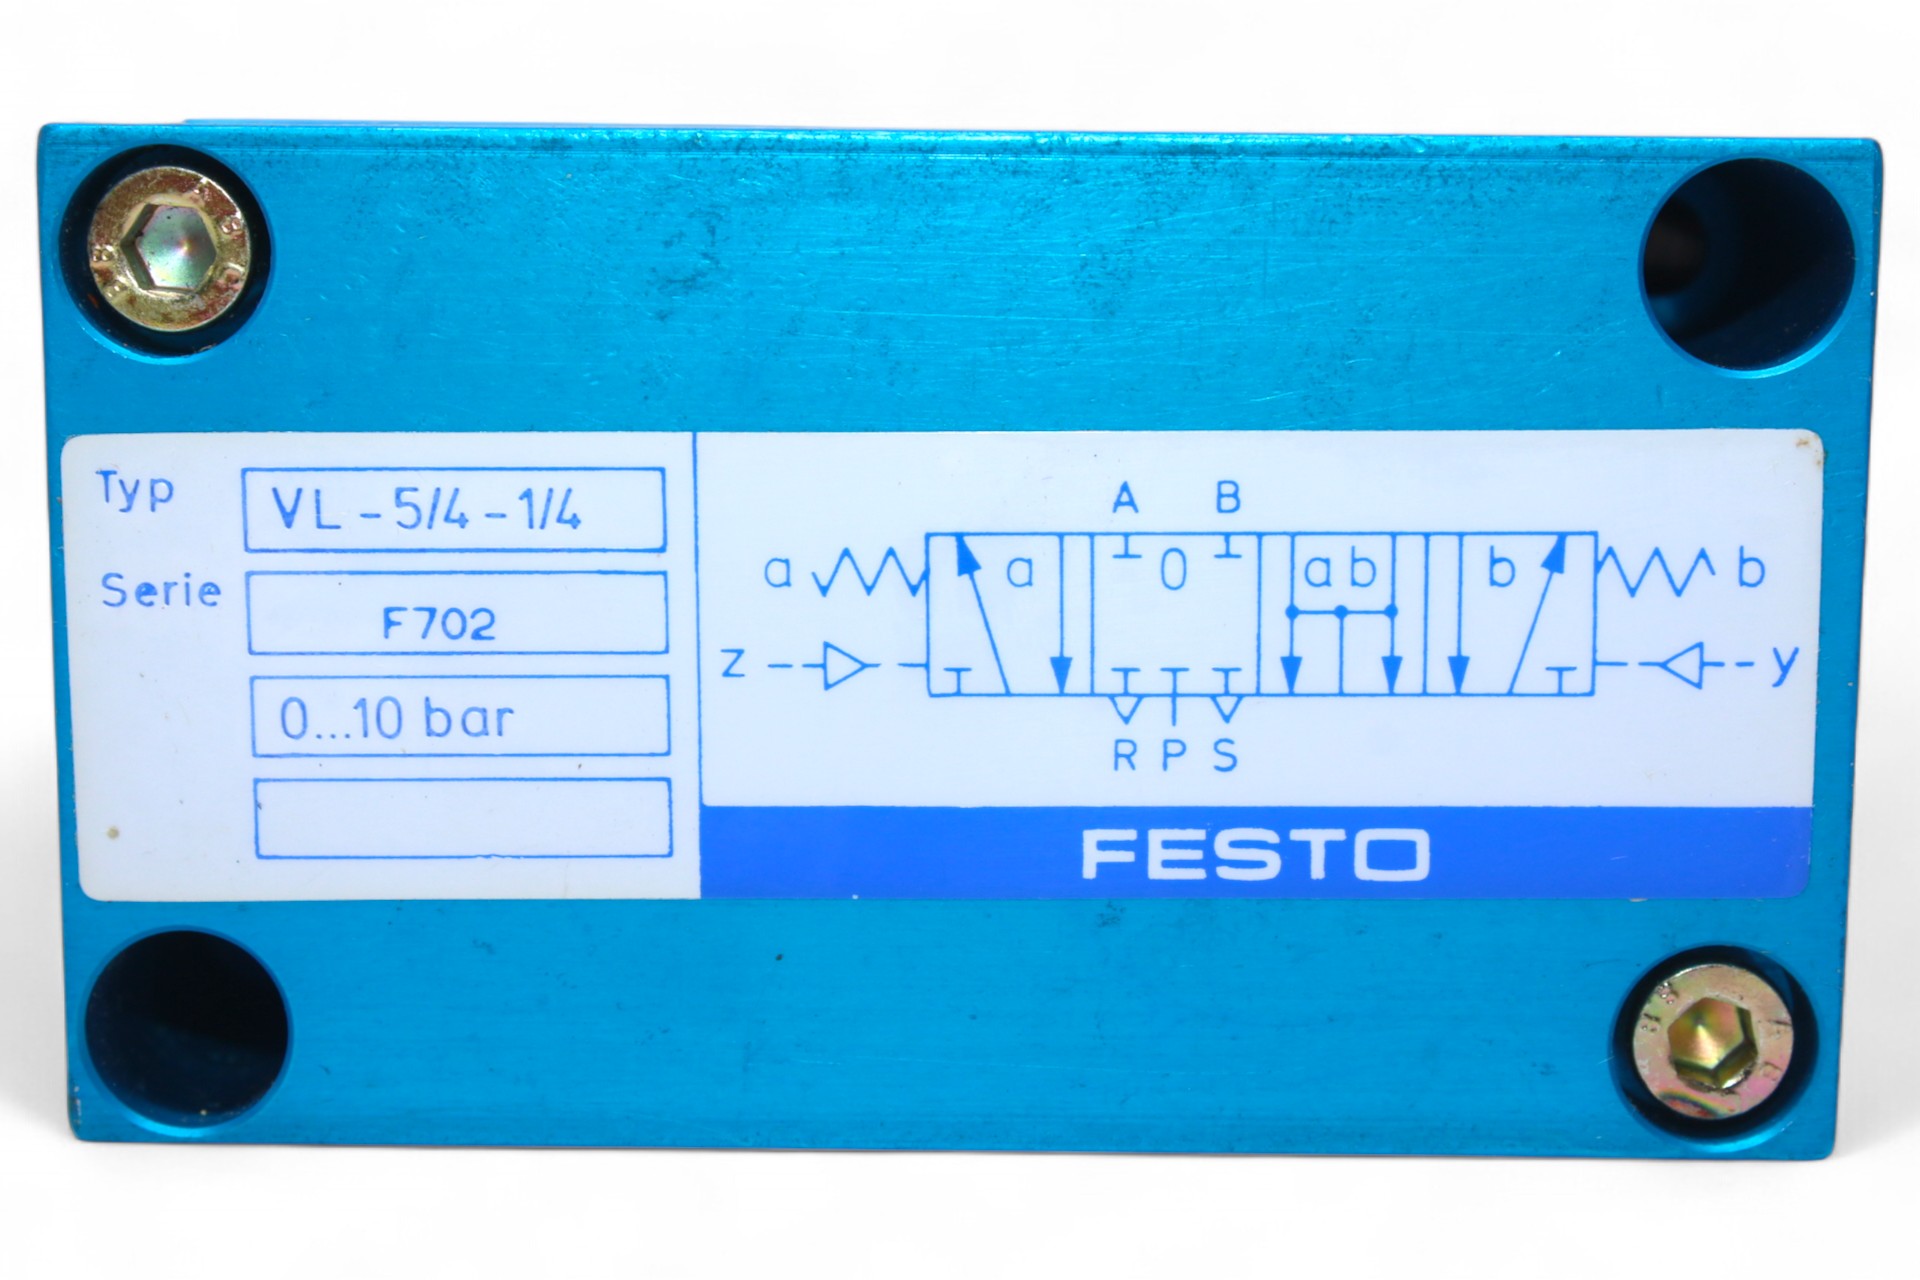 Typ VL-5/4-1/4
Serie F702
0...10 bar
A B
a a 0 ab b b
z y
R P S
FESTO